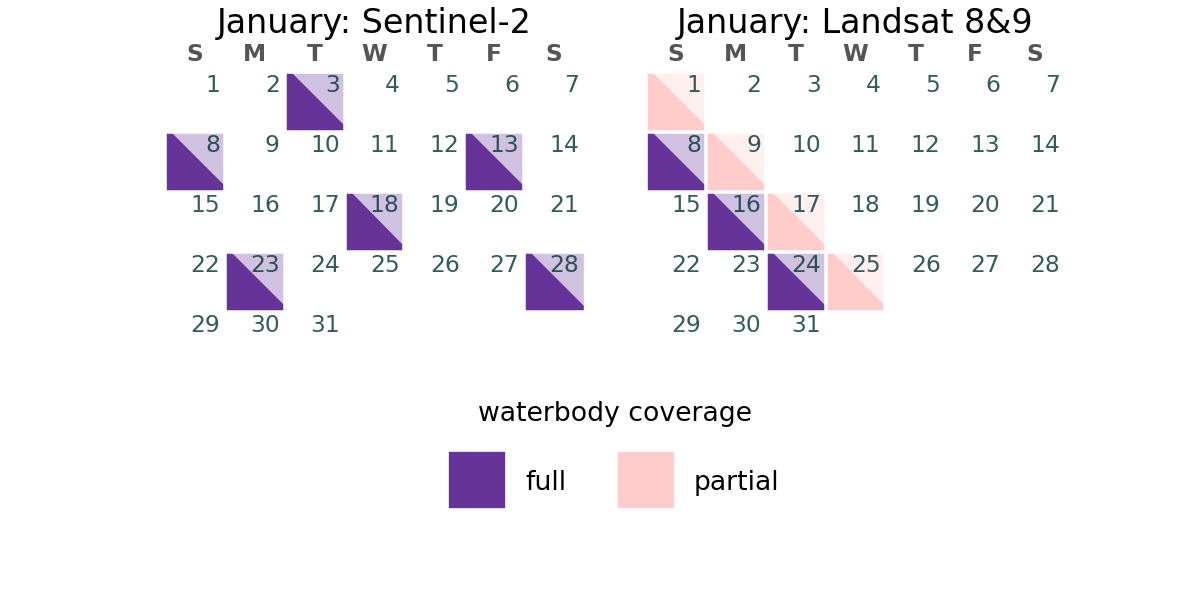 January: Sentinel-2
S M T W T F S
1 2 3 4 5 6 7
8 9 10 11 12 13 14
15 16 17 18 19 20 21
22 23 24 25 26 27 28
29 30 31
January: Landsat 8&9
S M T W T F S
1 2 3 4 5 6 7
8 9 10 11 12 13 14
15 16 17 18 19 20 21
22 23 24 25 26 27 28
29 30 31
waterbody coverage
full
partial